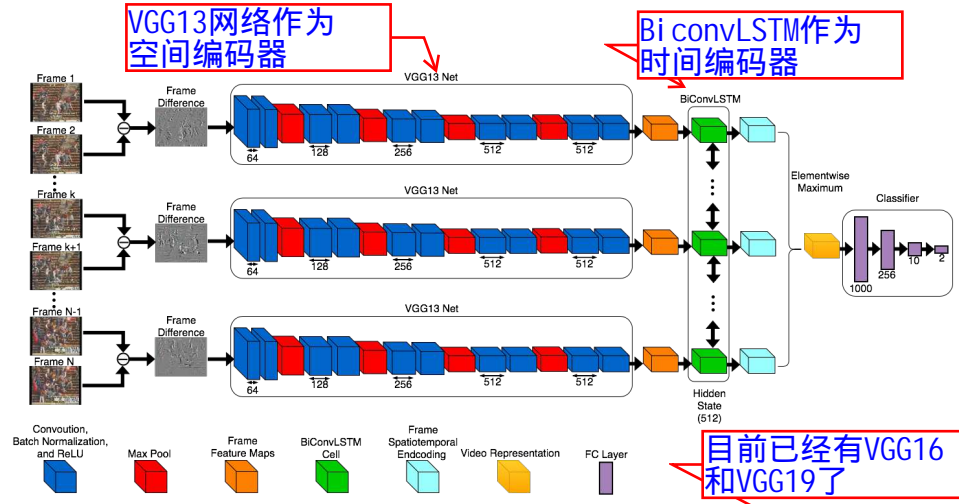 VGG13网络作为
空间编码器
BiconvLSTM作为
时间编码器
Frame 1
Frame 2
Frame k
Frame k+1
Frame N-1
Frame N
Frame
Difference
VGG13 Net
64
128
256
512
512
BiConvLSTM
Frame
Difference
VGG13 Net
64
128
256
512
512
Frame
Difference
VGG13 Net
64
128
256
512
512
Hidden
State
(512)
Elementwise
Maximum
Classifier
1000
256
10
2
Convoution,
Batch Normalization,
and ReLU
Max Pool
Frame
Feature Maps
BiConvLSTM
Cell
Frame
Spatiotemporal
Encoding
Video Representation
FC Layer
目前已经有VGG16
和VGG19了